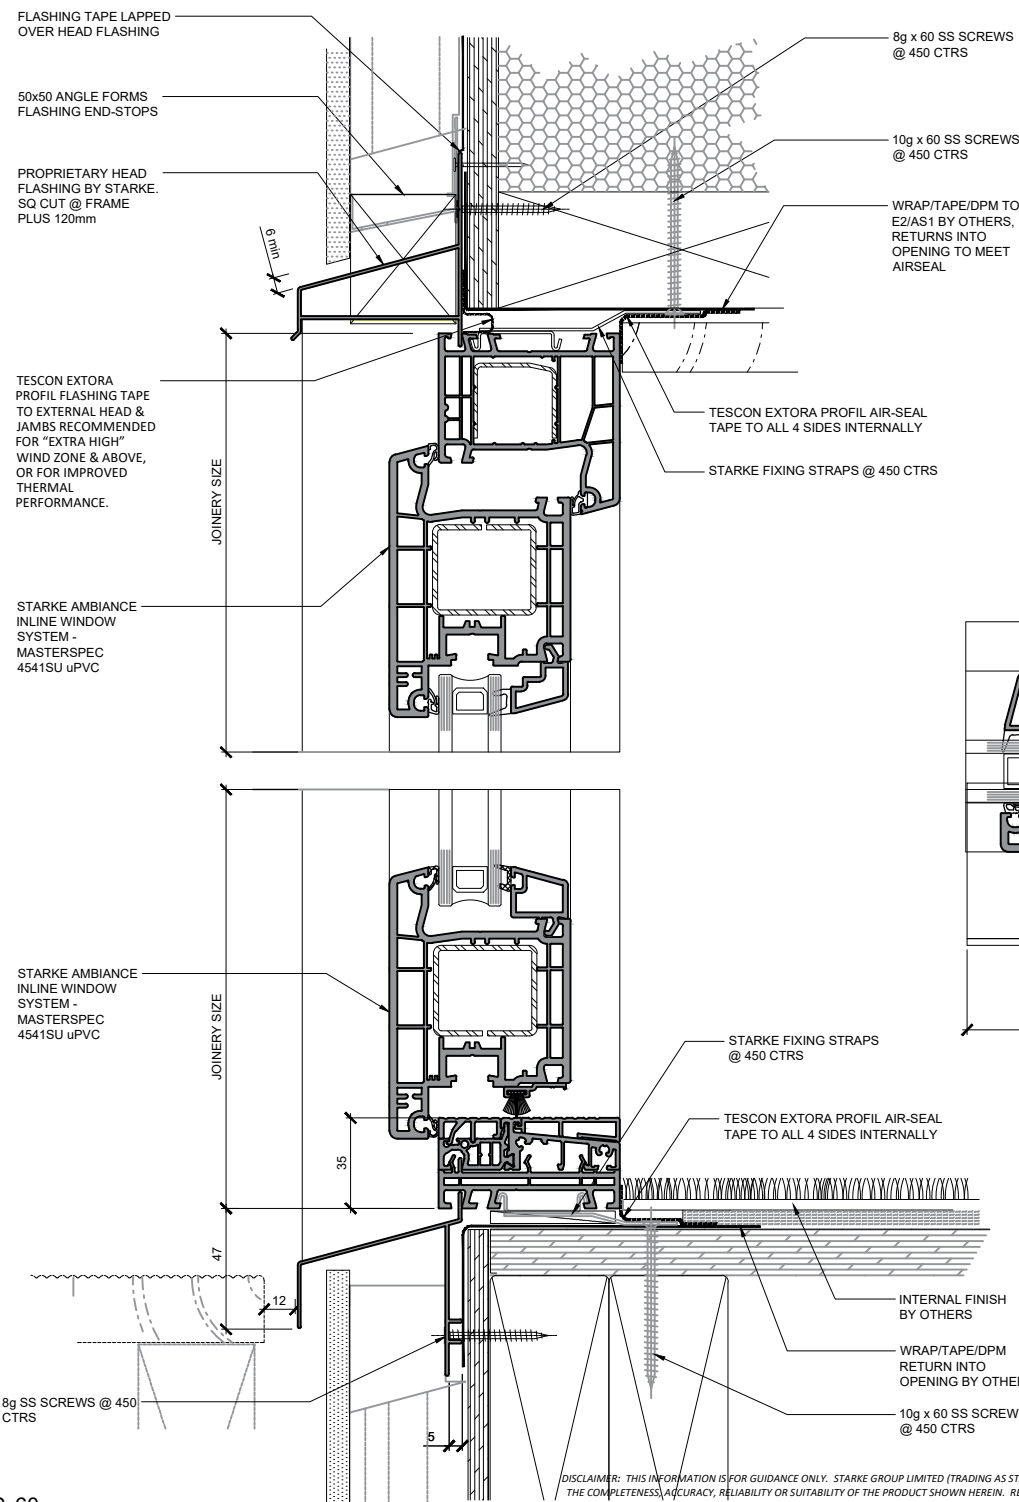 FLASHING TAPE LAPPED
OVER HEAD FLASHING
50x50 ANGLE FORMS
FLASHING END-STOPS
PROPRIETARY HEAD
FLASHING BY STARKE.
SQ CUT @ FRAME
PLUS 120mm
6 min
8g x 60 SS SCREWS
@ 450 CTRS
10g x 60 SS SCREWS
@ 450 CTRS
WRAP/TAPE/DPM TO
E2/AS1 BY OTHERS,
RETURNS INTO
OPENING TO MEET
AIRSEAL
TESCON EXTORA
PROFIL FLASHING TAPE
TO EXTERNAL HEAD &
JAMBS RECOMMENDED
FOR “EXTRA HIGH”
WIND ZONE & ABOVE,
OR FOR IMPROVED
THERMAL
PERFORMANCE.
JOINERY SIZE
TESCON EXTORA PROFIL AIR-SEAL
TAPE TO ALL 4 SIDES INTERNALLY
STARKE FIXING STRAPS @ 450 CTRS
STARKE AMBIANCE
INLINE WINDOW
SYSTEM -
MASTERSPEC
4541SU uPVC
STARKE AMBIANCE
INLINE WINDOW
SYSTEM -
MASTERSPEC
4541SU uPVC
JOINERY SIZE
35
47
12
5
STARKE FIXING STRAPS
@ 450 CTRS
TESCON EXTORA PROFIL AIR-SEAL
TAPE TO ALL 4 SIDES INTERNALLY
INTERNAL FINISH
BY OTHERS
WRAP/TAPE/DPM
RETURN INTO
OPENING BY OTHE
10g x 60 SS SCREW
@ 450 CTRS
8g SS SCREWS @ 450
CTRS
DISCLAIMER: THIS INFORMATION IS FOR GUIDANCE ONLY. STARKE GROUP LIMITED (TRADING AS ST
THE COMPLETENESS, ACCURACY, RELIABILITY OR SUITABILITY OF THE PRODUCT SHOWN HEREIN. RE